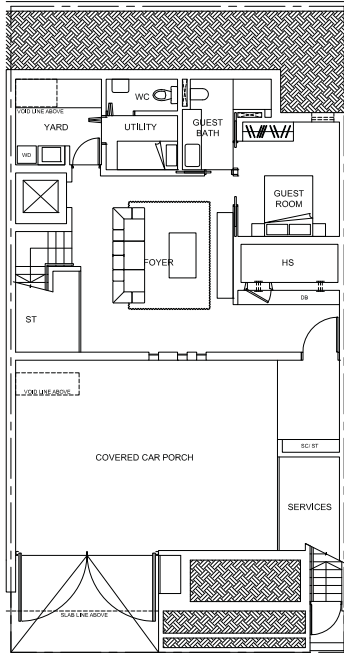 WC
VOID LINE ABOVE
YARD
UTILITY
GUEST
BATH
WD
GUEST
ROOM
FOYER
HS
DB
ST
VOID LINE ABOVE
SC/ ST
COVERED CAR PORCH
SERVICES
SLAB LINE ABOVE